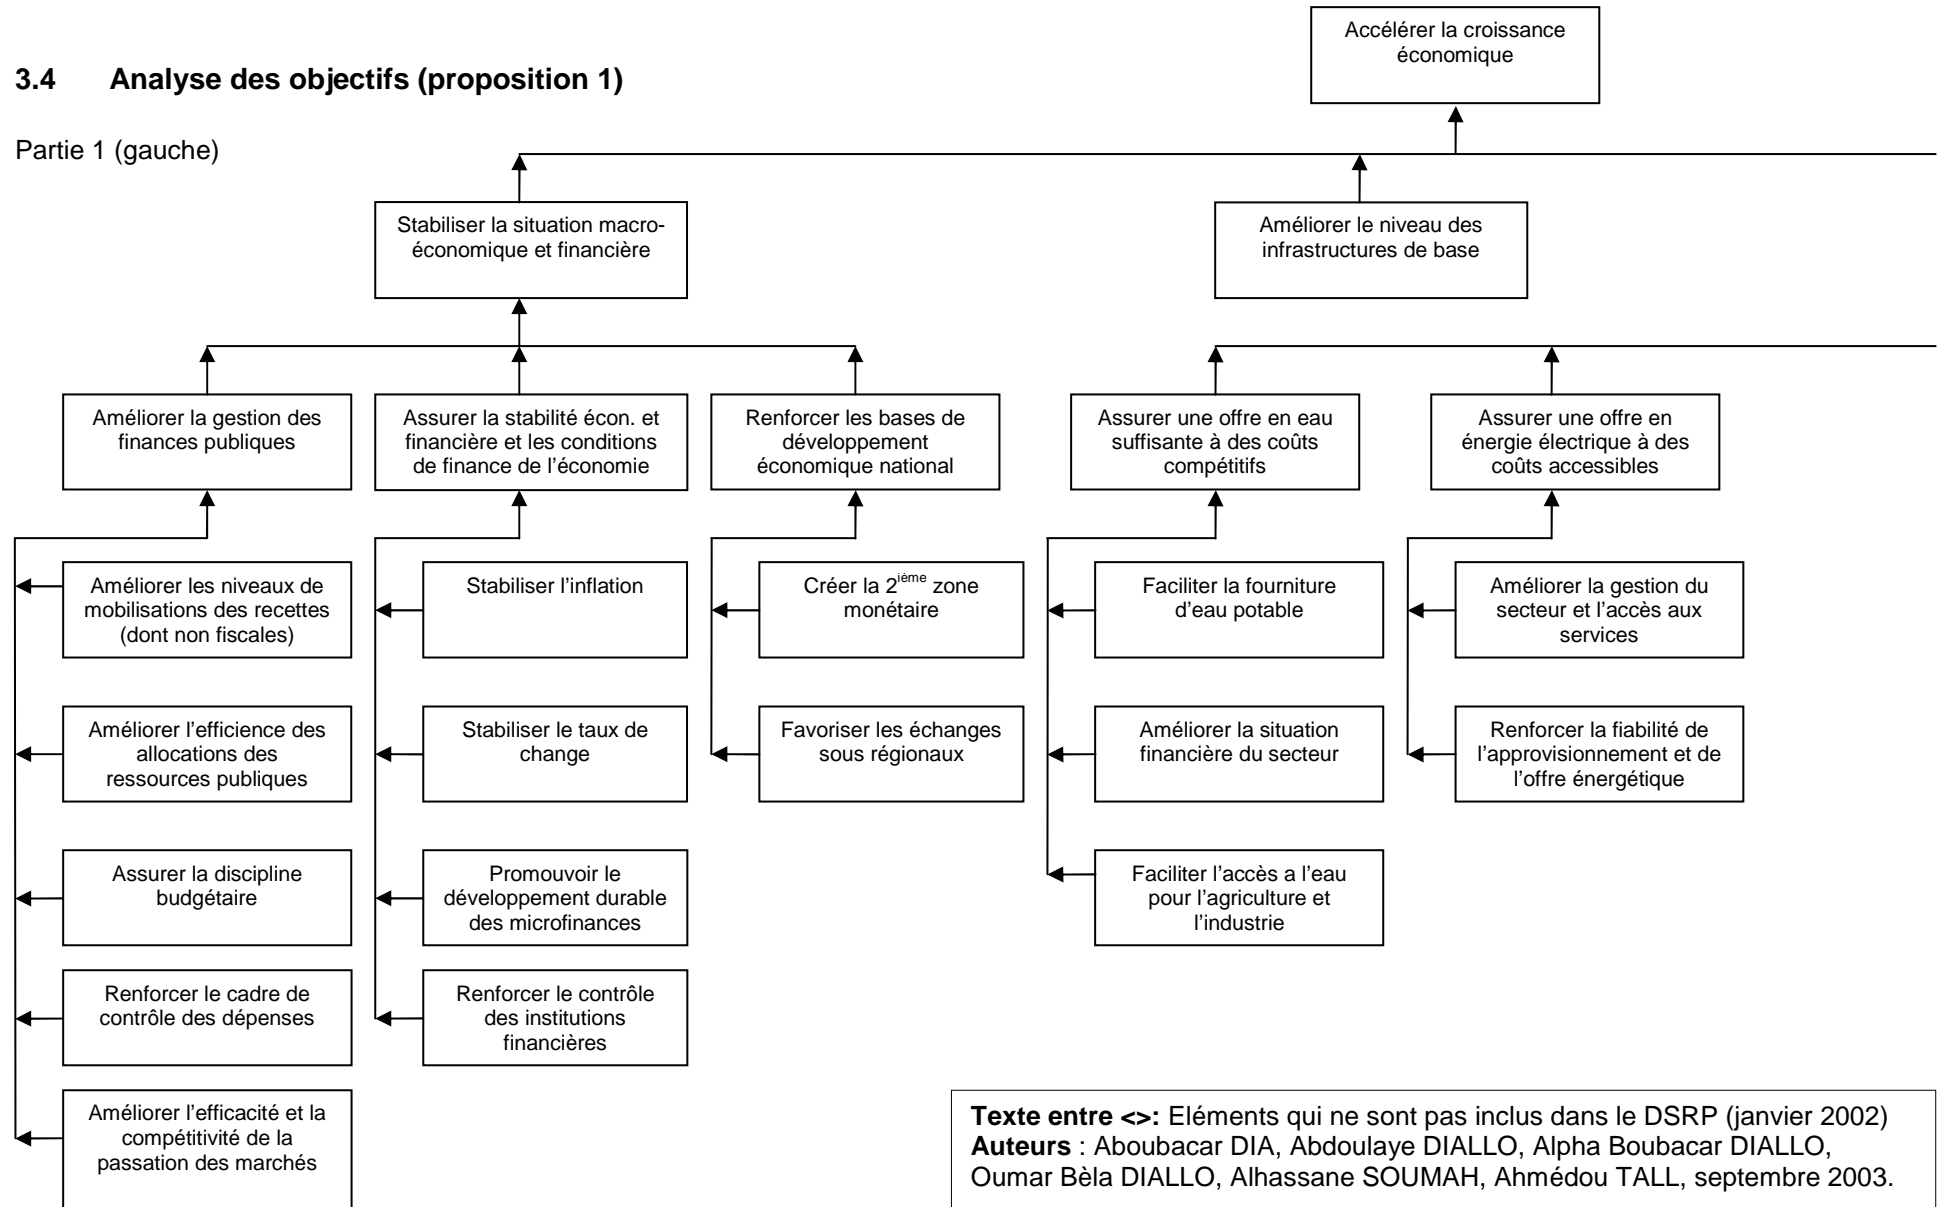 Accélérer la croissance
économique
3.4 Analyse des objectifs (proposition 1)
Partie 1 (gauche)
Stabiliser la situation macro-
économique et financière
Améliorer le niveau des
infrastructures de base
Améliorer la gestion des
finances publiques
Assurer la stabilité écon. et
financière et les conditions
de finance de l’économie
Renforcer les bases de
développement
économique national
Assurer une offre en eau
suffisante à des coûts
compétitifs
Assurer une offre en
énergie électrique à des
coûts accessibles
Améliorer les niveaux de
mobilisations des recettes
(dont non fiscales)
Stabiliser l’inflation
Créer la 2ième zone
monétaire
Faciliter la fourniture
d’eau potable
Améliorer la gestion du
secteur et l’accès aux
services
Améliorer l’efficience des
allocations des
ressources publiques
Stabiliser le taux de
change
Favoriser les échanges
sous régionaux
Améliorer la situation
financière du secteur
Renforcer la fiabilité de
l’approvisionnement et de
l’offre énergétique
Assurer la discipline
budgétaire
Promouvoir le
développement durable
des microfinances
Faciliter l’accès a l’eau
pour l’agriculture et
l’industrie
Renforcer le cadre de
contrôle des dépenses
Renforcer le contrôle
des institutions
financières
Améliorer l’efficacité et la
compétitivité de la
passation des marchés
Texte entre <>: Eléments qui ne sont pas inclus dans le DSRP (janvier 2002)
Auteurs : Aboubacar DIA, Abdoulaye DIALLO, Alpha Boubacar DIALLO,
Oumar Bèla DIALLO, Alhassane SOUMAH, Ahmédou TALL, septembre 2003.